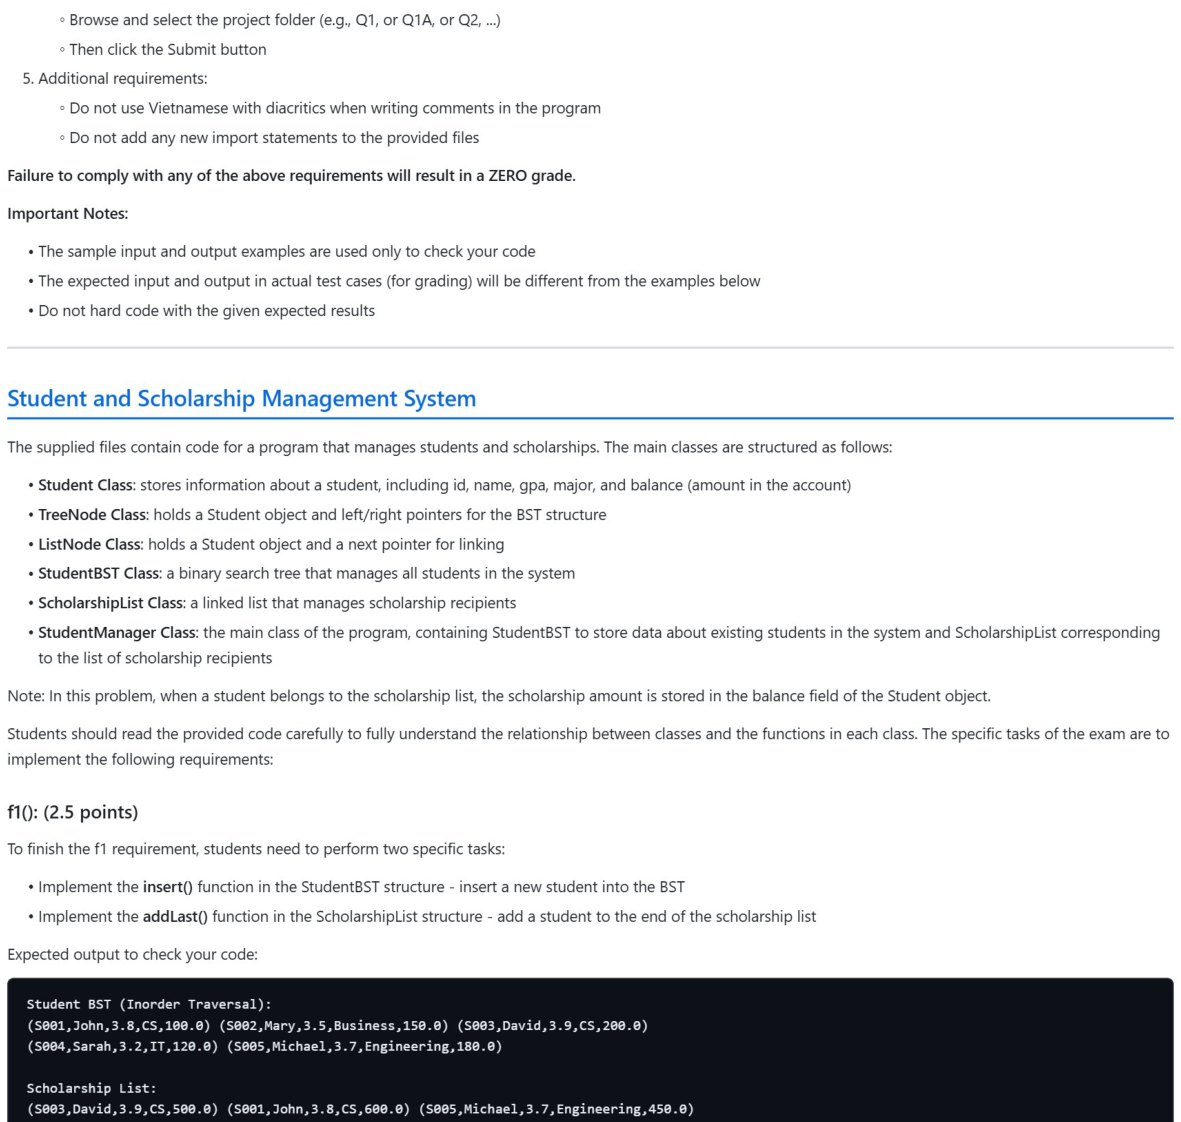 ◦ Browse and select the project folder (e.g., Q1, or Q1A, or Q2, ...)
◦ Then click the Submit button
5. Additional requirements:
◦ Do not use Vietnamese with diacritics when writing comments in the program
◦ Do not add any new import statements to the provided files
Failure to comply with any of the above requirements will result in a ZERO grade.
Important Notes:
• The sample input and output examples are used only to check your code
• The expected input and output in actual test cases (for grading) will be different from the examples below
• Do not hard code with the given expected results
Student and Scholarship Management System
The supplied files contain code for a program that manages students and scholarships. The main classes are structured as follows:
• Student Class: stores information about a student, including id, name, gpa, major, and balance (amount in the account)
• TreeNode Class: holds a Student object and left/right pointers for the BST structure
• ListNode Class: holds a Student object and a next pointer for linking
• StudentBST Class: a binary search tree that manages all students in the system
• ScholarshipList Class: a linked list that manages scholarship recipients
• StudentManager Class: the main class of the program, containing StudentBST to store data about existing students in the system and ScholarshipList corresponding
to the list of scholarship recipients
Note: In this problem, when a student belongs to the scholarship list, the scholarship amount is stored in the balance field of the Student object.
Students should read the provided code carefully to fully understand the relationship between classes and the functions in each class. The specific tasks of the exam are to
implement the following requirements:
f1(): (2.5 points)
To finish the f1 requirement, students need to perform two specific tasks:
• Implement the insert() function in the StudentBST structure - insert a new student into the BST
• Implement the addLast() function in the ScholarshipList structure - add a student to the end of the scholarship list
Expected output to check your code:
Student BST (Inorder Traversal):
(S001,John,3.8,CS,100.0) (S002,Mary,3.5,Business,150.0) (S003,David,3.9,CS,200.0)
(S004,Sarah,3.2,IT,120.0) (S005,Michael,3.7,Engineering,180.0)
Scholarship List:
(S003,David,3.9,CS,500.0) (S001,John,3.8,CS,600.0) (S005,Michael,3.7,Engineering,450.0)